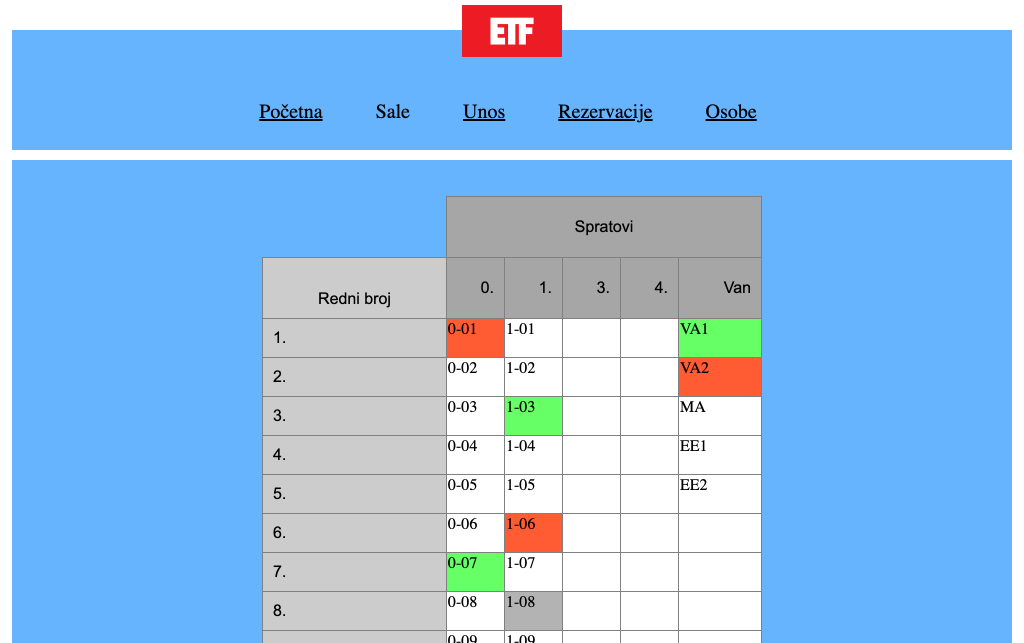 ETF
Početna Sale Unos Rezervacije Osobe
Spratovi
Redni broj 0. 1. 3. 4. Van
1. 0-01 1-01 VA1
2. 0-02 1-02 VA2
3. 0-03 1-03 MA
4. 0-04 1-04 EE1
5. 0-05 1-05 EE2
6. 0-06 1-06
7. 0-07 1-07
8. 0-08 1-08
0-09 1-09